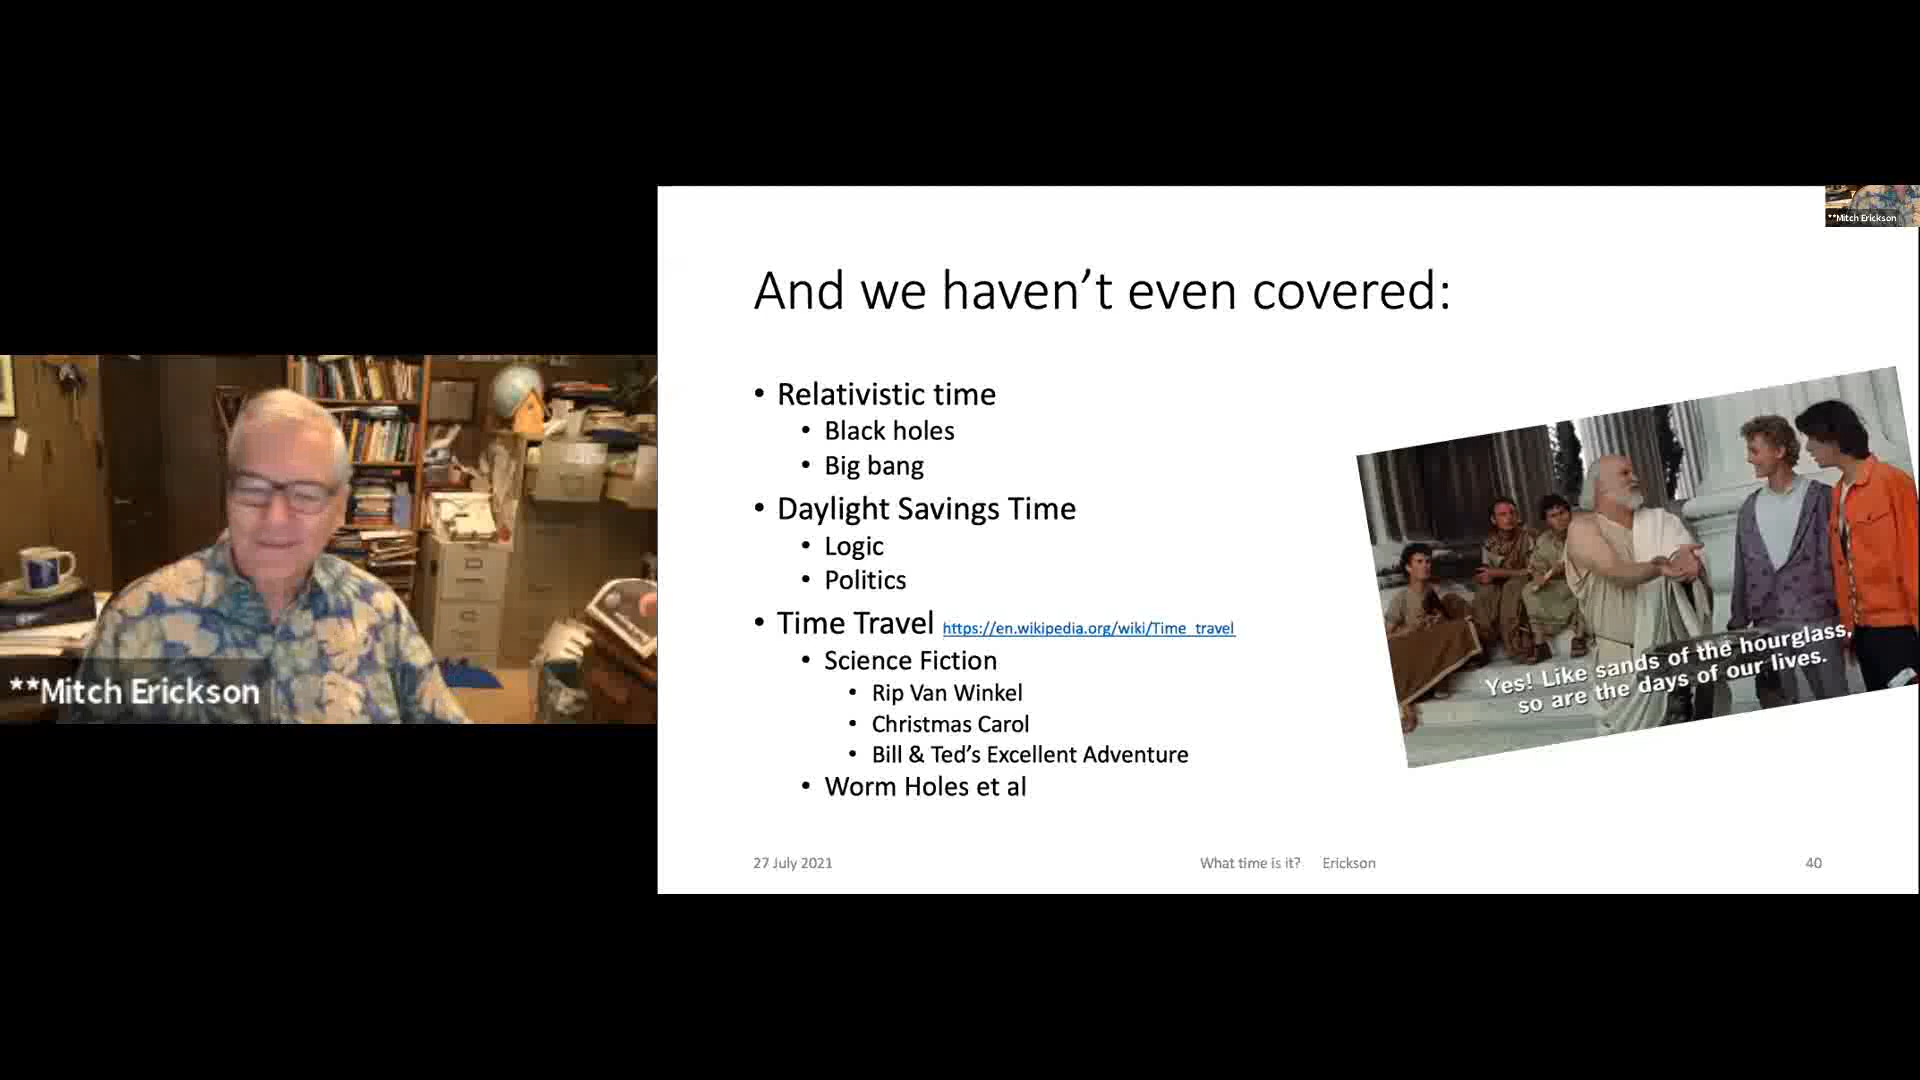 **Mitch Erickson
**Mitch Erickson
And we haven’t even covered:
• Relativistic time
• Black holes
• Big bang
• Daylight Savings Time
• Logic
• Politics
• Time Travel https://en.wikipedia.org/wiki/Time_travel
• Science Fiction
• Rip Van Winkel
• Christmas Carol
• Bill & Ted’s Excellent Adventure
• Worm Holes et al
Yes! Like sands of the hourglass,
so are the days of our lives.
27 July 2021 What time is it? Erickson 40